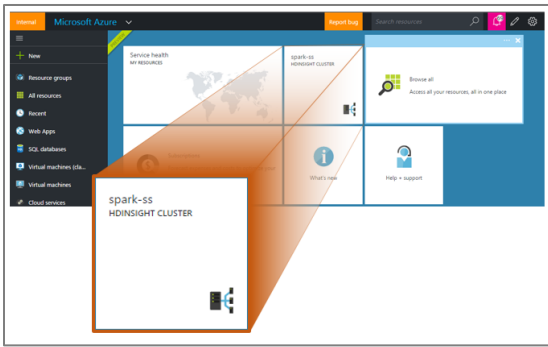 Internal
Microsoft Azure
Report bug
Search resources
New
Resource groups
All resources
Recent
Web Apps
SQL databases
Virtual machines (cla...
Virtual machines
Cloud services
Service health
MY RESOURCES
spark-ss
HDINSIGHT CLUSTER
Browse all
Access all your resources, all in one place
What's new
Help + support
spark-ss
HDINSIGHT CLUSTER